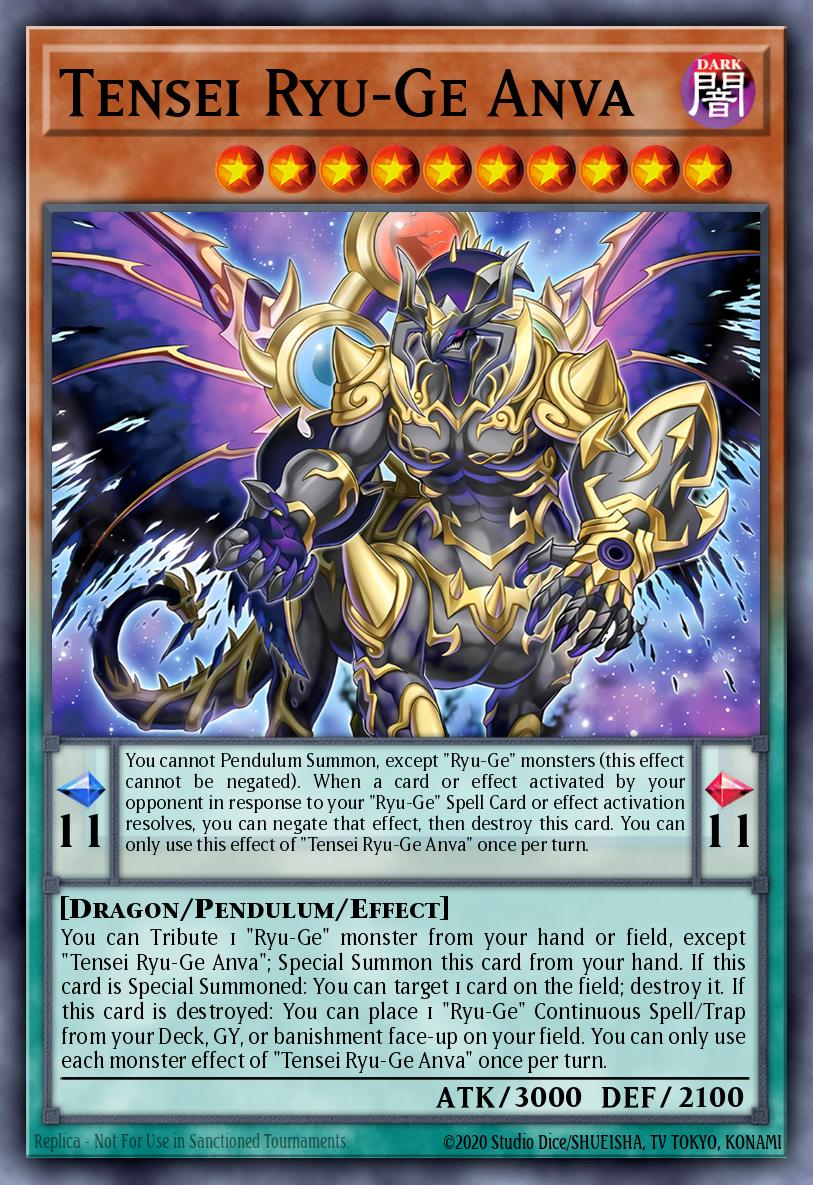 Tensei Ryu-Ge Anva
DARK
闇
You cannot Pendulum Summon, except "Ryu-Ge" monsters (this effect
cannot be negated). When a card or effect activated by your
opponent in response to your "Ryu-Ge" Spell Card or effect activation
resolves, you can negate that effect, then destroy this card. You can
only use this effect of "Tensei Ryu-Ge Anva" once per turn.
11
11
[Dragon/Pendulum/Effect]
You can Tribute 1 "Ryu-Ge" monster from your hand or field, except
"Tensei Ryu-Ge Anva"; Special Summon this card from your hand. If this
card is Special Summoned: You can target 1 card on the field; destroy it. If
this card is destroyed: You can place 1 "Ryu-Ge" Continuous Spell/Trap
from your Deck, GY, or banishment face-up on your field. You can only use
each monster effect of "Tensei Ryu-Ge Anva" once per turn.
ATK/3000 DEF/2100
Replica - Not For Use in Sanctioned Tournaments.
©2020 Studio Dice/SHUEISHA, TV TOKYO, KONAMI